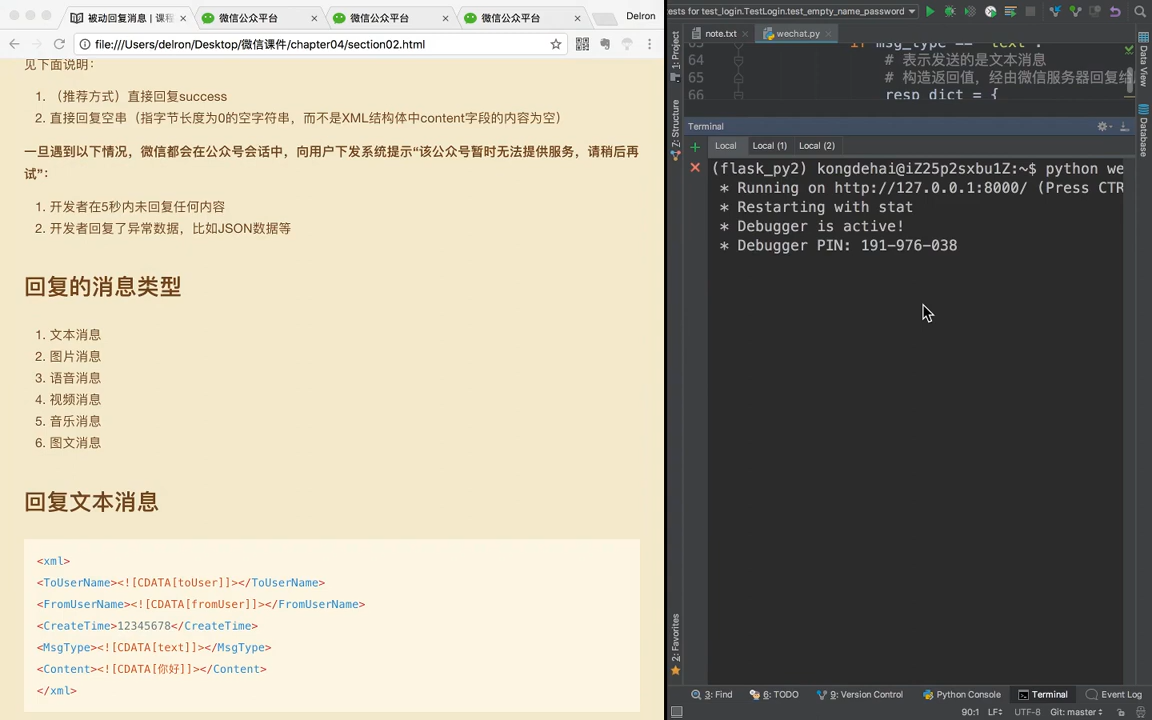 被动回复消息 | 课程
微信公众平台
微信公众平台
微信公众平台
Delron
file:///Users/delron/Desktop/微信课件/chapter04/section02.html
见下面说明：
1. （推荐方式）直接回复success
2. 直接回复空串（指字节长度为0的空字符串，而不是XML结构体中content字段的内容为空）
一旦遇到以下情况，微信都会在公众号会话中，向用户下发系统提示“该公众号暂时无法提供服务，请稍后再
试”：
1. 开发者在5秒内未回复任何内容
2. 开发者回复了异常数据，比如JSON数据等
回复的消息类型
1. 文本消息
2. 图片消息
3. 语音消息
4. 视频消息
5. 音乐消息
6. 图文消息
回复文本消息
<xml>
<ToUserName><![CDATA[toUser]]></ToUserName>
<FromUserName><![CDATA[fromUser]]></FromUserName>
<CreateTime>12345678</CreateTime>
<MsgType><![CDATA[text]]></MsgType>
<Content><![CDATA[你好]]></Content>
</xml>
ests for test_login.TestLogin.test_empty_name_password
note.txt
wechat.py
64 # 表示发送的是文本消息
65 # 构造返回值，经由微信服务器回复给
66 resp_dict = {
Terminal
Local
Local (1)
Local (2)
(flask_py2) kongdehai@iZ25p2sxbu1Z:~$ python we
* Running on http://127.0.0.1:8000/ (Press CTR
* Restarting with stat
* Debugger is active!
* Debugger PIN: 191-976-038
1: Project
7: Structure
2: Favorites
Data View
Database
3: Find
6: TODO
9: Version Control
Python Console
Terminal
Event Log
90:1
LF
UTF-8
Git: master